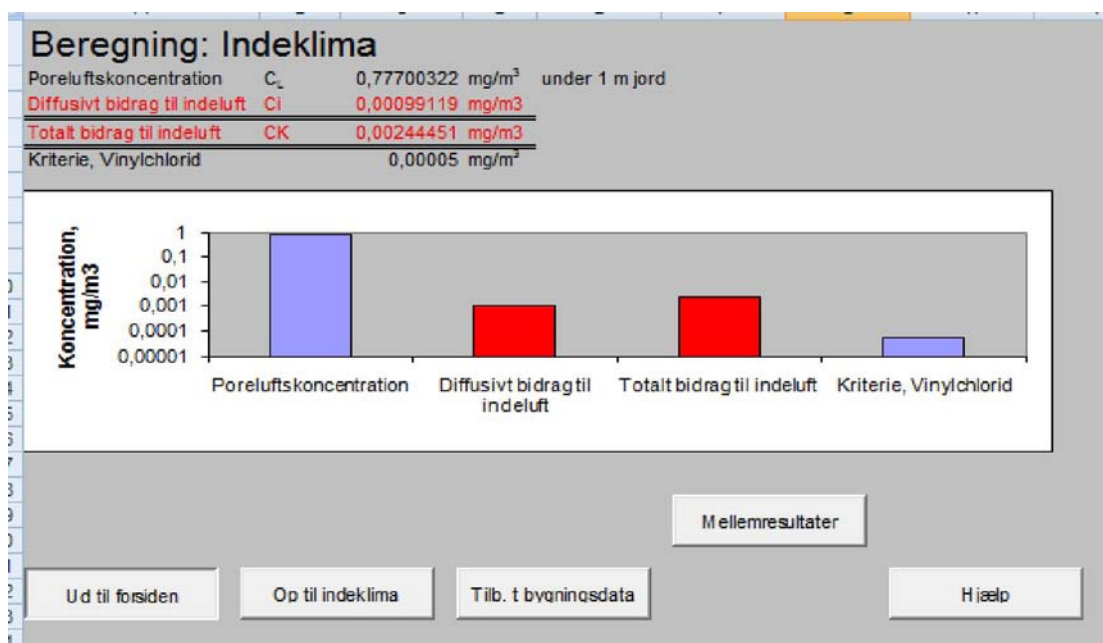 Beregning: Indeklima
Poreluftskoncentration C_L 0,77700322 mg/m³ under 1 m jord
Diffusivt bidrag til indeluft Ci 0,00099119 mg/m3
Totalt bidrag til indeluft CK 0,00244451 mg/m3
Kriterie, Vinylchlorid 0,00005 mg/m³
Koncentration,
mg/m3
1
0,1
0,01
0,001
0,0001
0,00001
Poreluftskoncentration Diffusivt bidrag til indeluft Totalt bidrag til indeluft Kriterie, Vinylchlorid
Mellemresultater
Ud til forsiden Op til indeklima Tilb. t bygningsdata Hjælp